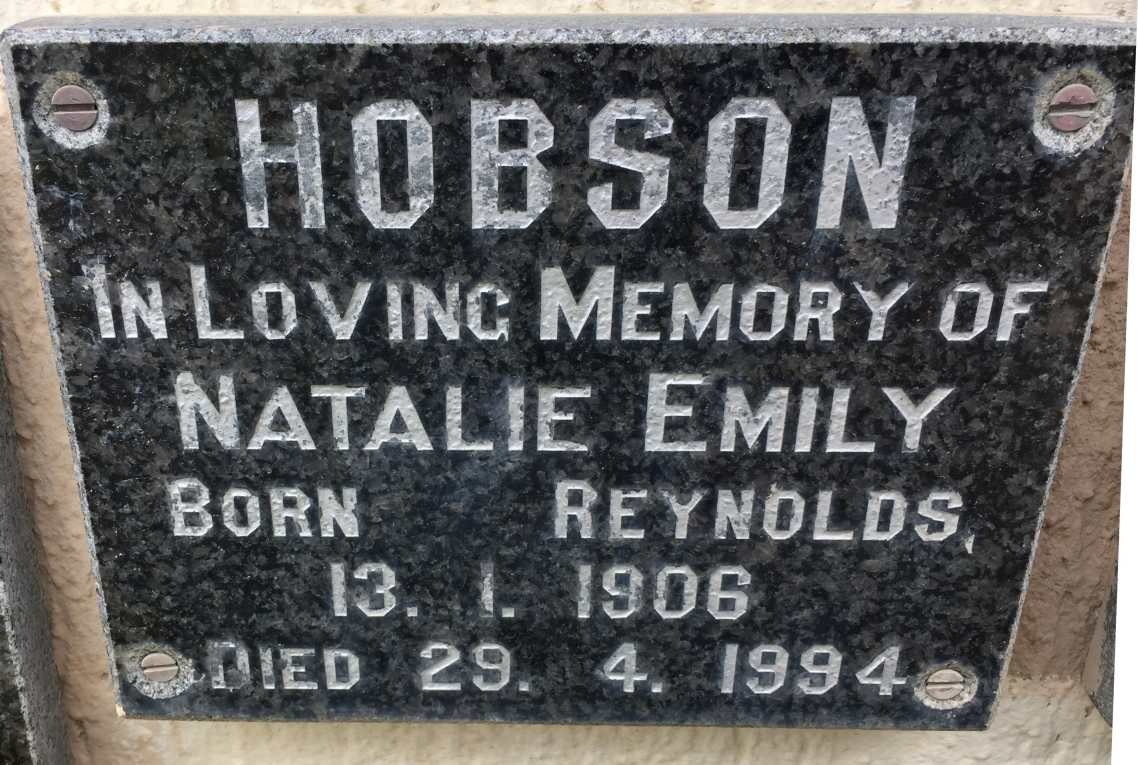 HOBSON
IN LOVING MEMORY OF
NATALIE EMILY
BORN REYNOLDS,
13. 1. 1906
DIED 29. 4. 1994